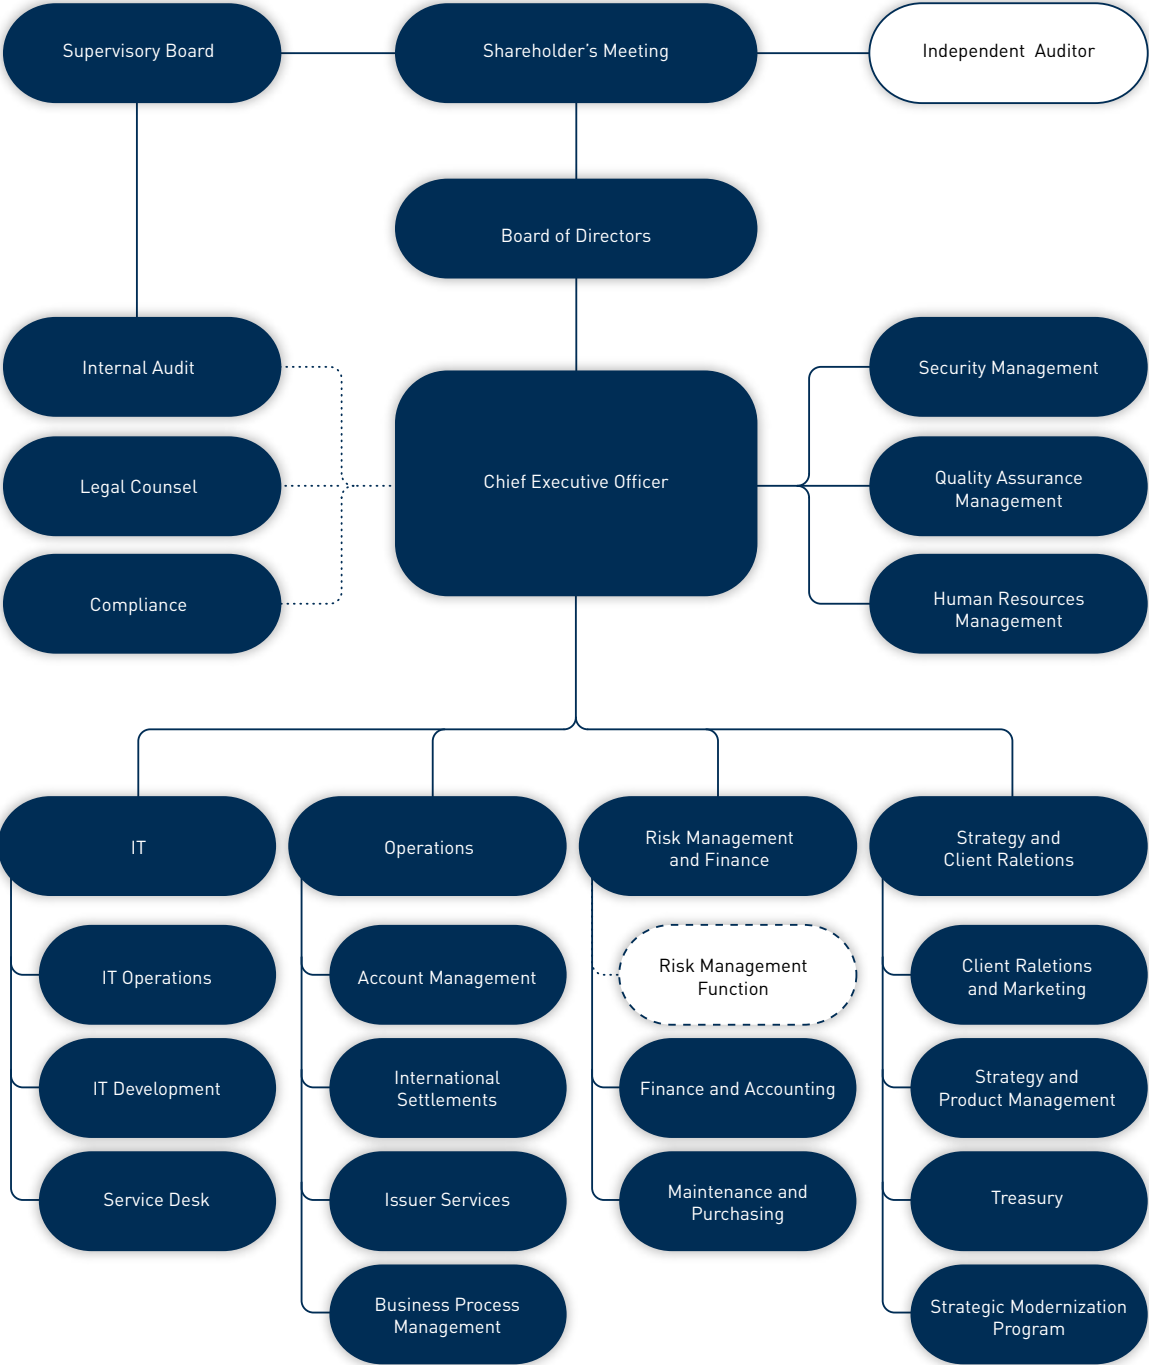 Supervisory Board
Shareholder’s Meeting
Independent Auditor
Board of Directors
Internal Audit
Security Management
Legal Counsel
Chief Executive Officer
Quality Assurance
Management
Compliance
Human Resources
Management
IT
Operations
Risk Management
and Finance
Strategy and
Client Raletions
IT Operations
Account Management
Risk Management
Function
Client Raletions
and Marketing
IT Development
International
Settlements
Finance and Accounting
Strategy and
Product Management
Service Desk
Issuer Services
Maintenance and
Purchasing
Treasury
Business Process
Management
Strategic Modernization
Program